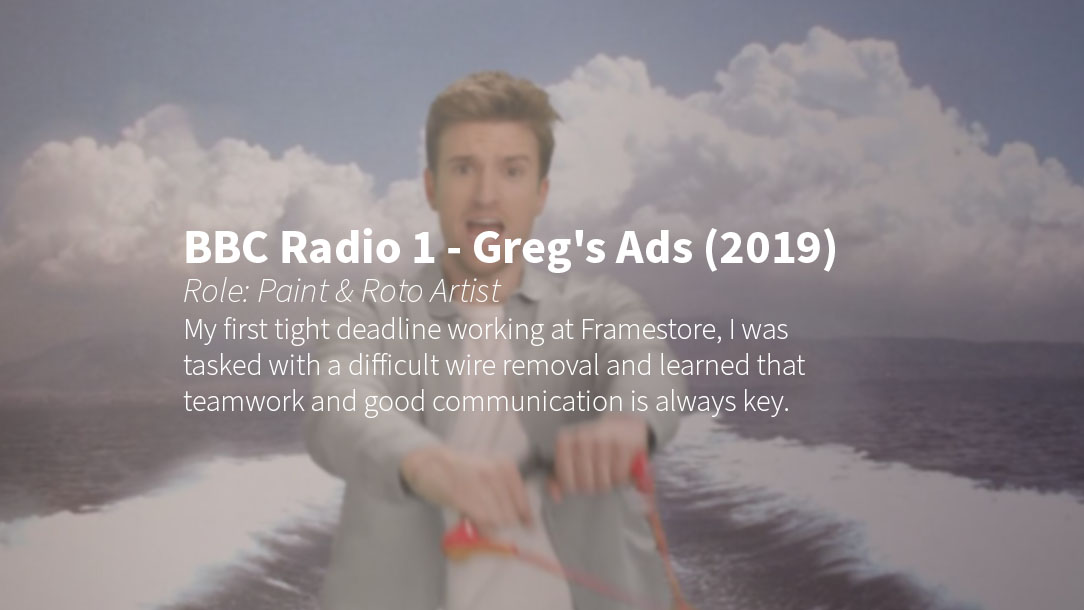 BBC Radio 1 - Greg's Ads (2019)
Role: Paint & Roto Artist
My first tight deadline working at Framestore, I was
tasked with a difficult wire removal and learned that
teamwork and good communication is always key.